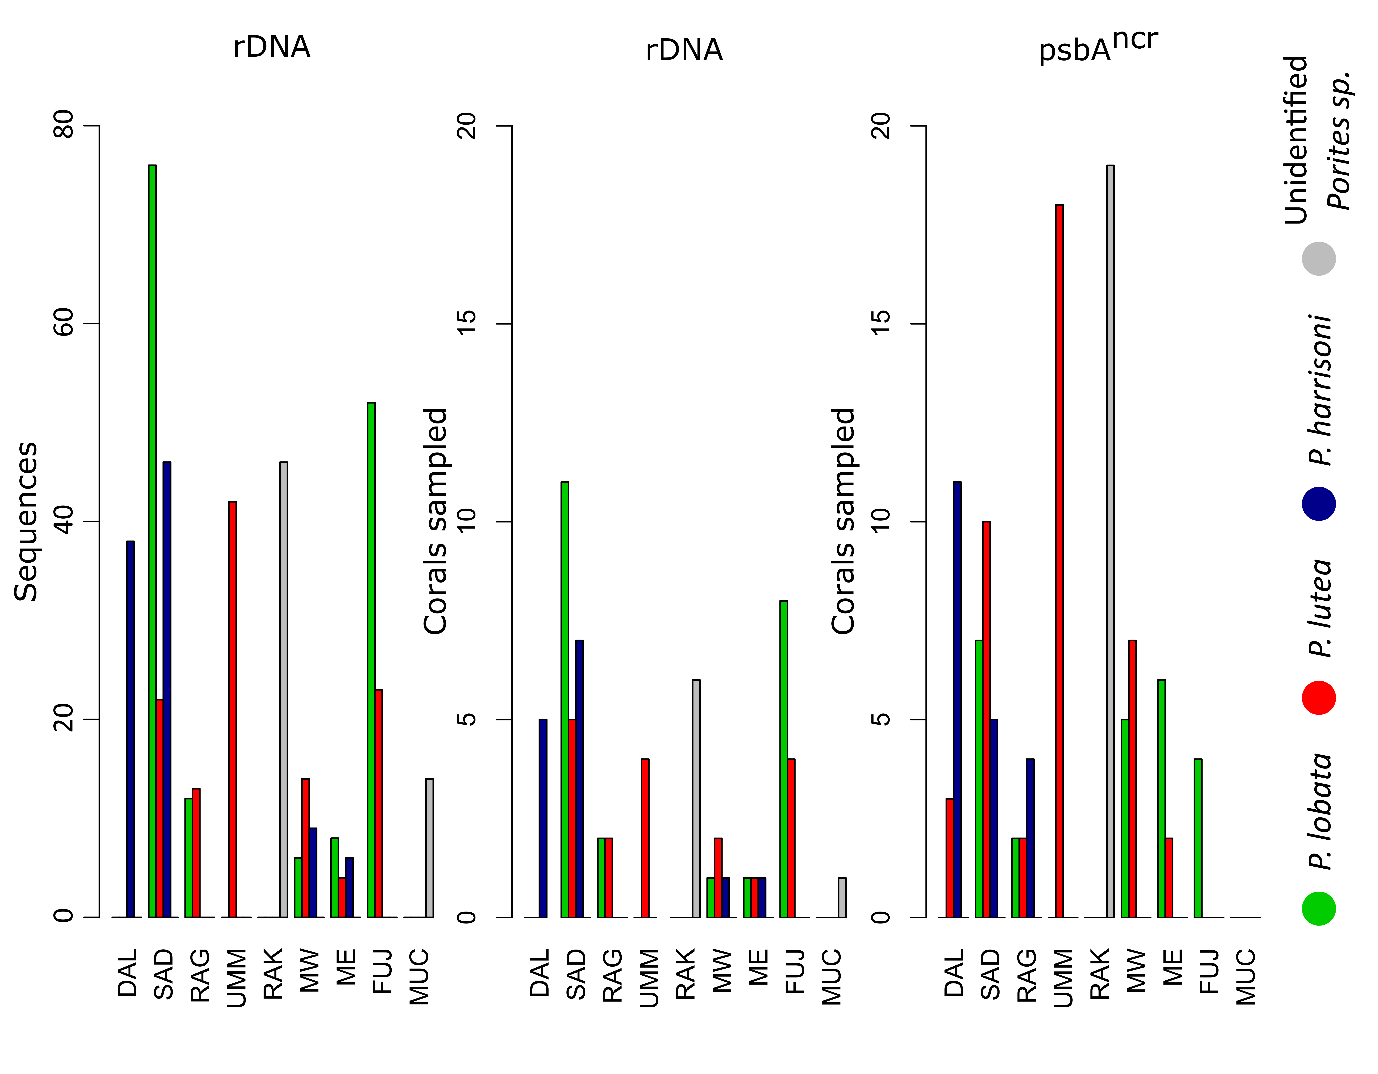 rDNA
rDNA
psbA^ncr
Sequences
80
60
40
20
0
DAL
SAD
RAG
UMM
RAK
MW
ME
FUJ
MUC
Corals sampled
20
15
10
5
0
DAL
SAD
RAG
UMM
RAK
MW
ME
FUJ
MUC
Corals sampled
20
15
10
5
0
DAL
SAD
RAG
UMM
RAK
MW
ME
FUJ
MUC
P. lobata
P. lutea
P. harrisoni
Unidentified
Porites sp.